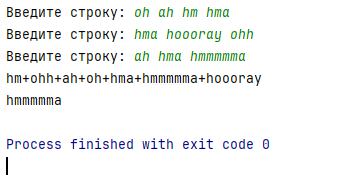 Введите строку: oh ah hm hma
Введите строку: hma hoooray ohh
Введите строку: ah hma hmmmmma
hm+ohh+ah+oh+hma+hmmmmma+hoooray
hmmmmma
Process finished with exit code 0